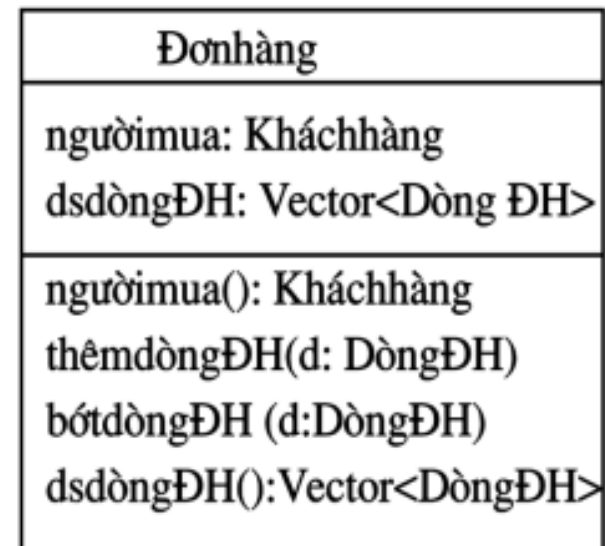 Đơnhàng
ngườimua: Kháchhàng
dsdòngĐH: Vector<Dòng ĐH>
ngườimua(): Kháchhàng
thêmdòngĐH(d: DòngĐH)
bớtdòngĐH (d:DòngĐH)
dsdòngĐH():Vector<DòngĐH>